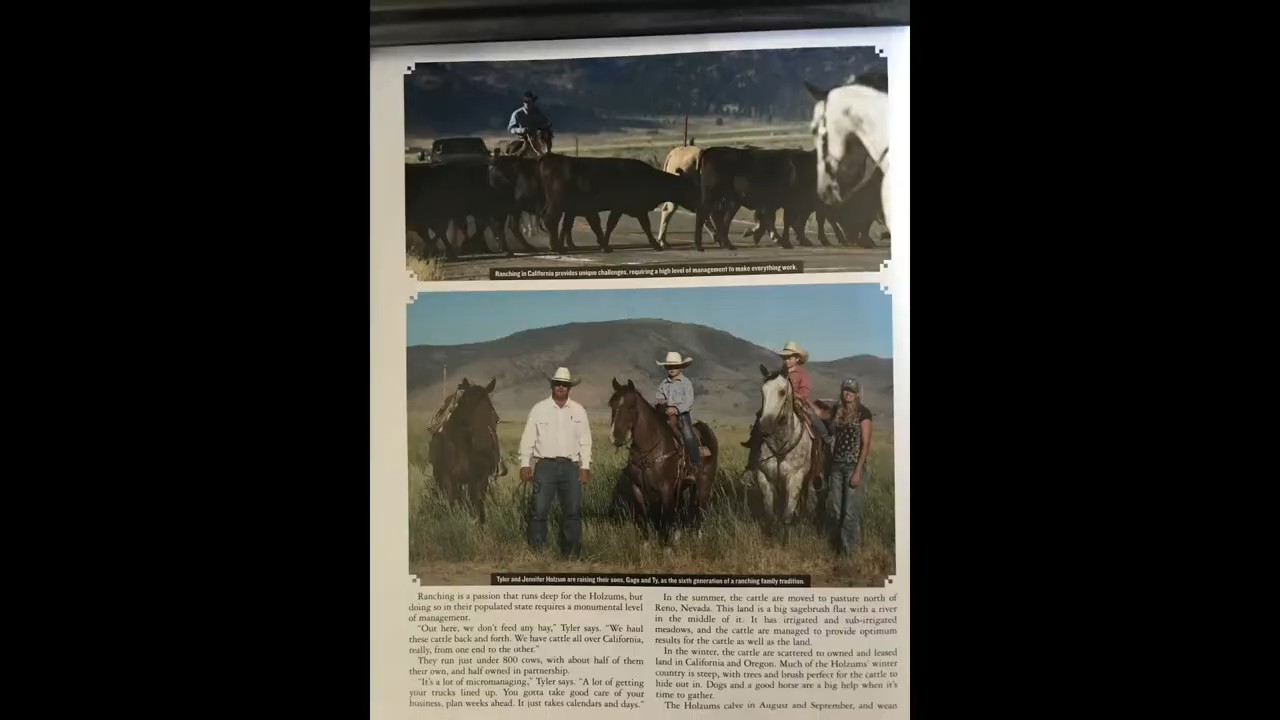 Ranching in California provides unique challenges, requiring a high level of management to make everything work.
Tyler and Jennifer Holzum are raising their sons, Gage and Ty, as the sixth generation of a ranching family tradition.
Ranching is a passion that runs deep for the Holzums, but
doing so in their populated state requires a monumental level
of management.
"Out here, we don't feed any hay," Tyler says. "We haul
these cattle back and forth. We have cattle all over California,
really, from one end to the other."
They run just under 800 cows, with about half of them
their own, and half owned in partnership.
"It's a lot of micromanaging," Tyler says. "A lot of getting
your trucks lined up. You gotta take good care of your
business, plan weeks ahead. It just takes calendars and days."
In the summer, the cattle are moved to pasture north of
Reno, Nevada. This land is a big sagebrush flat with a river
in the middle of it. It has irrigated and sub-irrigated
meadows, and the cattle are managed to provide optimum
results for the cattle as well as the land.
In the winter, the cattle are scattered to owned and leased
land in California and Oregon. Much of the Holzums' winter
country is steep, with trees and brush perfect for the cattle to
hide out in. Dogs and a good horse are a big help when it's
time to gather.
The Holzums calve in August and September, and wean